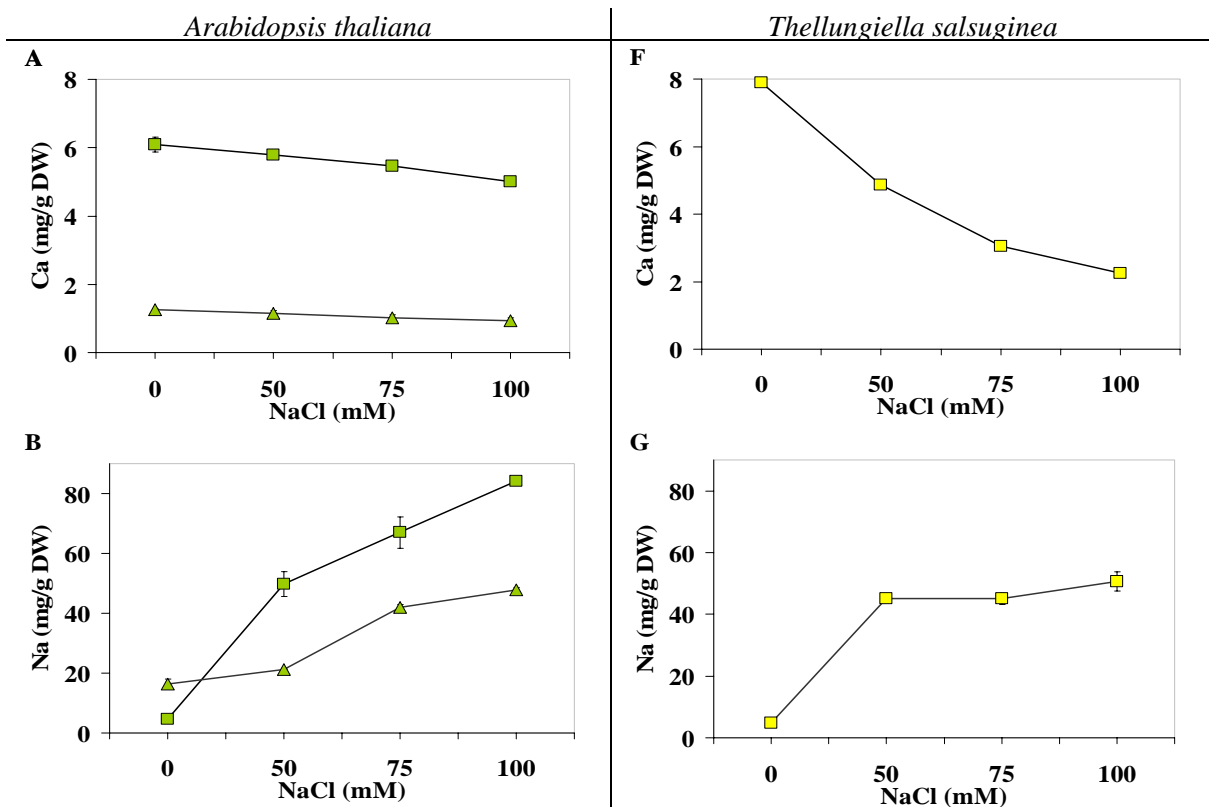 Arabidopsis thaliana
Thellungiella salsuginea
A
Ca (mg/g DW)
8
6
4
2
0
0 50 75 100
NaCl (mM)
F
Ca (mg/g DW)
8
6
4
2
0
0 50 75 100
NaCl (mM)
B
Na (mg/g DW)
80
60
40
20
0
0 50 75 100
NaCl (mM)
G
Na (mg/g DW)
80
60
40
20
0
0 50 75 100
NaCl (mM)